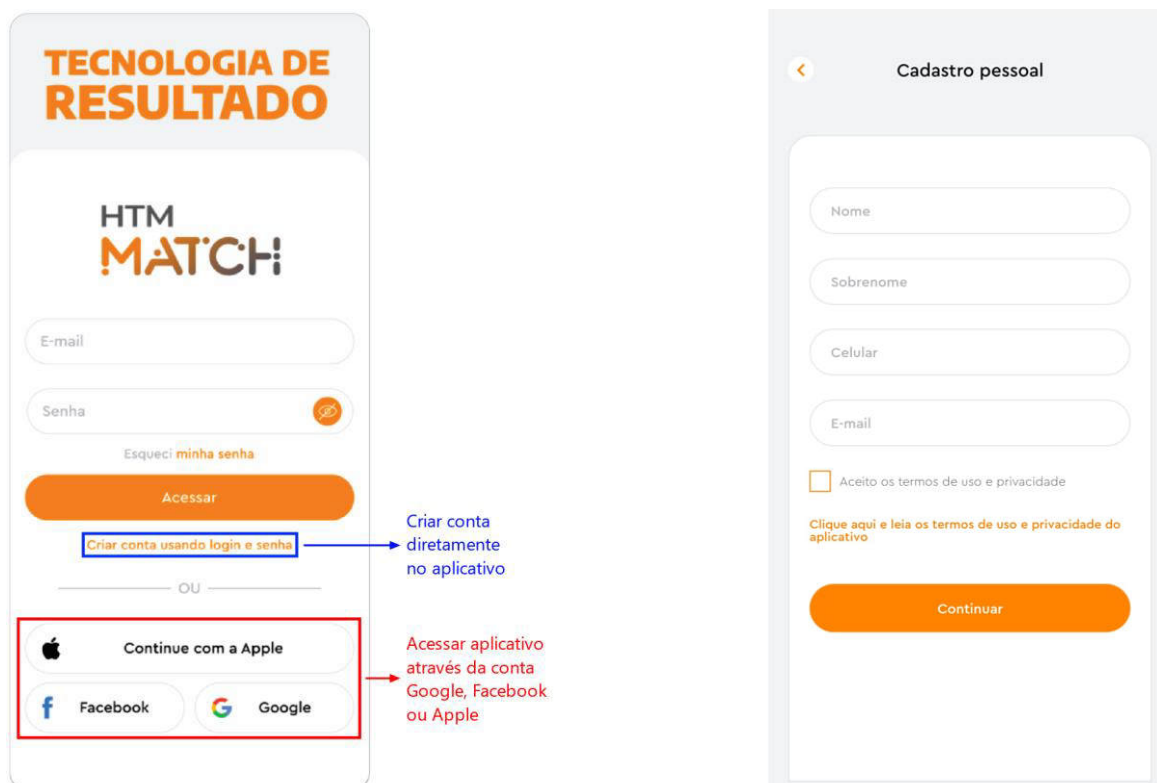 TECNOLOGIA DE
RESULTADO
HTM
MATCH
E-mail
Senha
Esqueci minha senha
Acessar
Criar conta usando login e senha
OU
Continue com a Apple
Facebook
Google
Criar conta
diretamente
no aplicativo
Acessar aplicativo
através da conta
Google, Facebook
ou Apple
Cadastro pessoal
Nome
Sobrenome
Celular
E-mail
Aceito os termos de uso e privacidade
Clique aqui e leia os termos de uso e privacidade do
aplicativo
Continuar